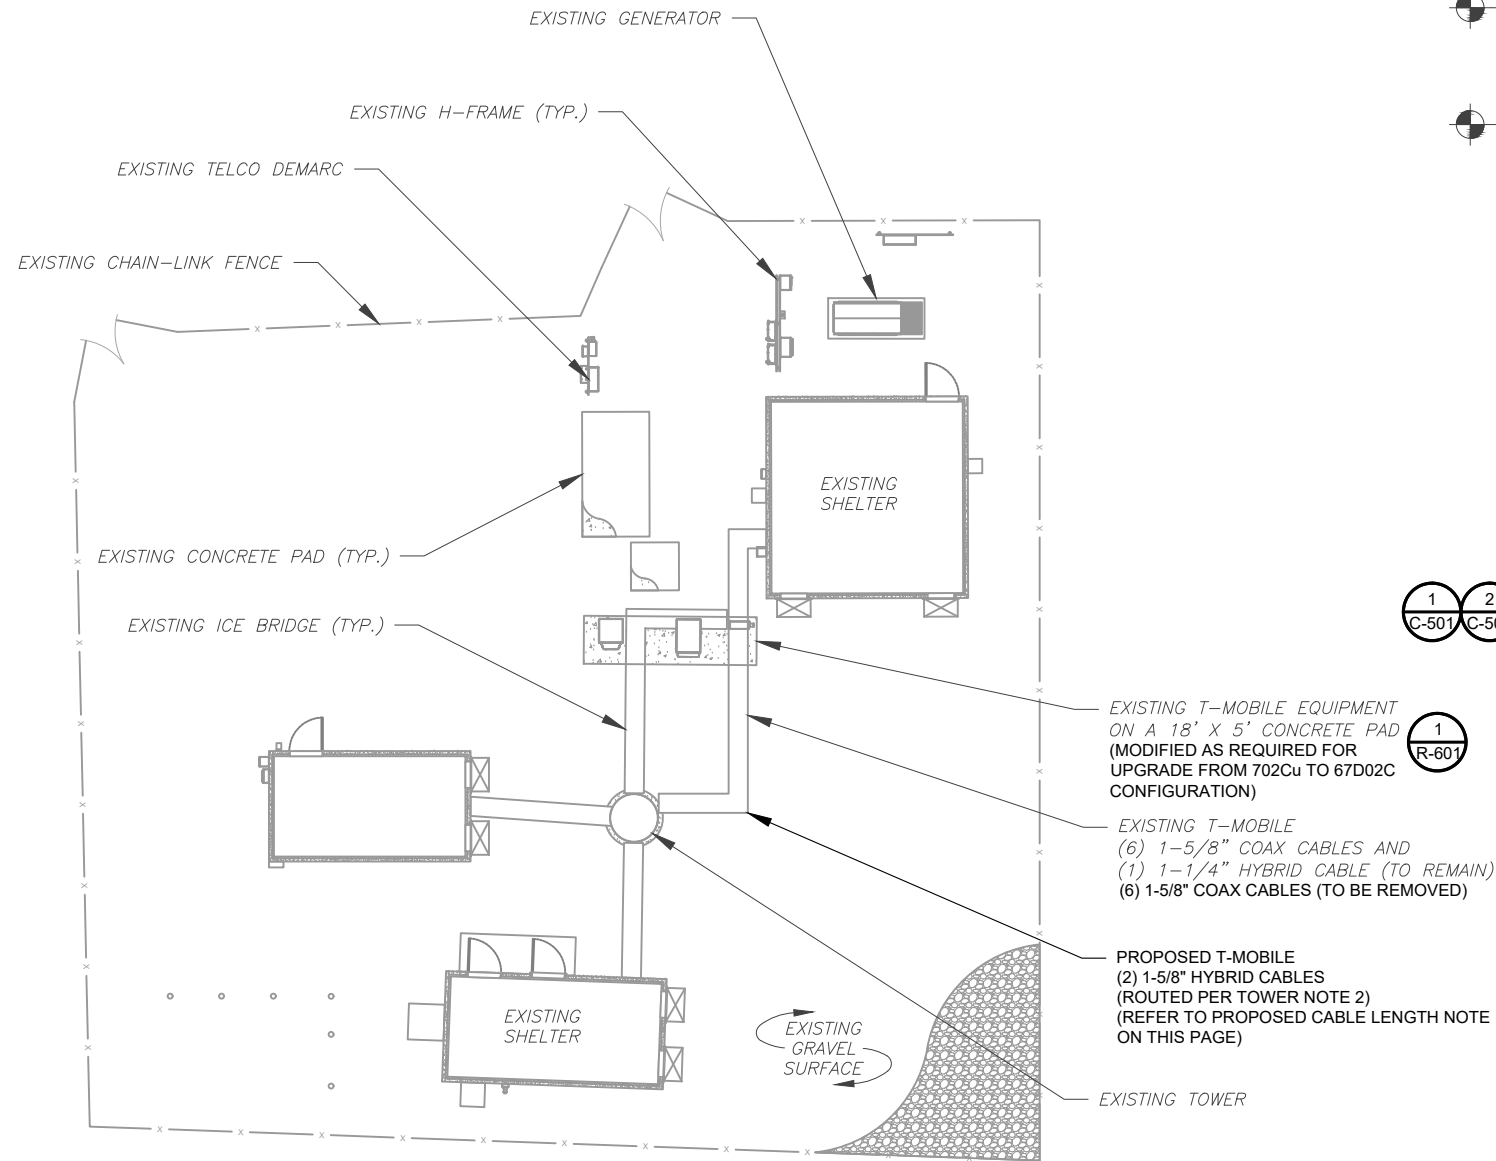 EXISTING GENERATOR
EXISTING H-FRAME (TYP.)
EXISTING TELCO DEMARC
EXISTING CHAIN-LINK FENCE
EXISTING
SHELTER
EXISTING CONCRETE PAD (TYP.)
EXISTING ICE BRIDGE (TYP.)
1
C-501
2
EXISTING T-MOBILE EQUIPMENT
ON A 18' X 5' CONCRETE PAD
(MODIFIED AS REQUIRED FOR
UPGRADE FROM 702Cu TO 67D02C
CONFIGURATION)
1
R-601
EXISTING T-MOBILE
(6) 1-5/8" COAX CABLES AND
(1) 1-1/4" HYBRID CABLE (TO REMAIN)
(6) 1-5/8" COAX CABLES (TO BE REMOVED)
PROPOSED T-MOBILE
(2) 1-5/8" HYBRID CABLES
(ROUTED PER TOWER NOTE 2)
(REFER TO PROPOSED CABLE LENGTH NOTE
ON THIS PAGE)
EXISTING
SHELTER
EXISTING
GRAVEL
SURFACE
EXISTING TOWER